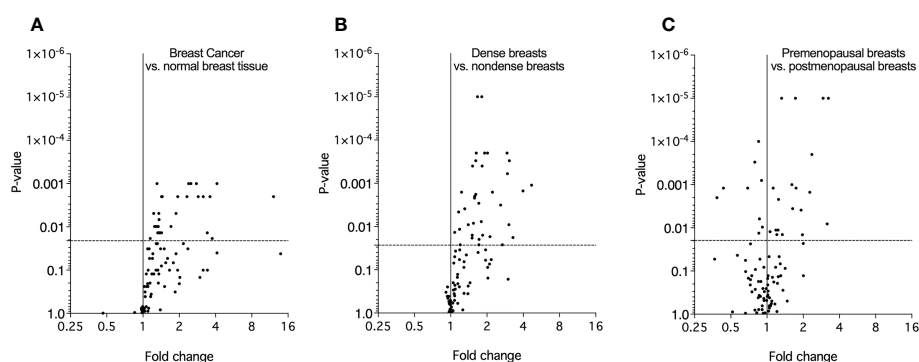 A
Breast Cancer
vs. normal breast tissue
1×10-6
1×10-5
1×10-4
0.001
0.01
0.1
1.0
P-value
0.25
0.5
1
2
4
8
16
Fold change
B
Dense breasts
vs. nondense breasts
1×10-6
1×10-5
1×10-4
0.001
0.01
0.1
1.0
P-value
0.25
0.5
1
2
4
8
16
Fold change
C
Premenopausal breasts
vs. postmenopausal breasts
1×10-6
1×10-5
1×10-4
0.001
0.01
0.1
1.0
P-value
0.25
0.5
1
2
4
8
16
Fold change